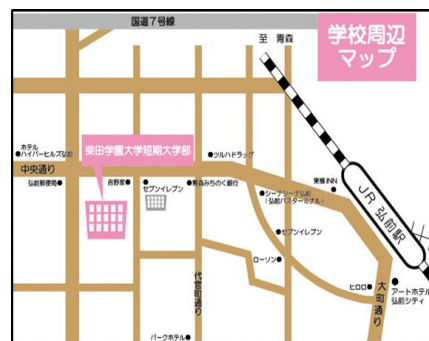 国道7号線
至 青森
学校周辺
マップ
ホテル
ハイパーヒルズ弘前
柴田学園大学短期大学部
ツルハドラッグ
中央通り
弘前郵便局
吉野家
セブンイレブン
青森みちのく銀行
東横INN
シーナシーナ弘前
(弘前バスターミナル)
JR 弘前駅
セブンイレブン
ローソン
代官町通り
ヒロロ
大町通り
アートホテル
弘前シティ
パークホテル